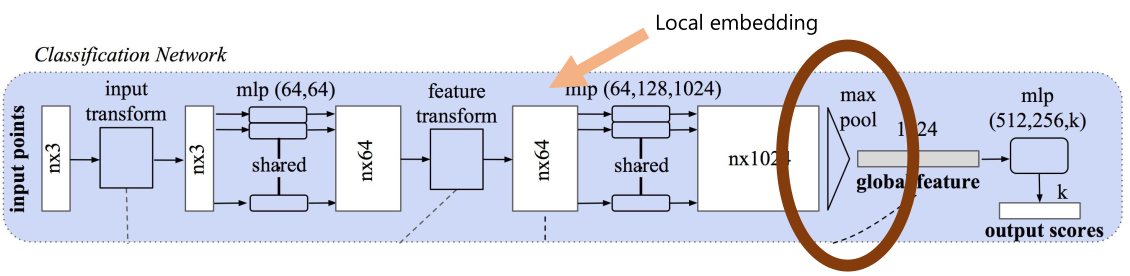 Local embedding
Classification Network
input points
nx3
input
transform
nx3
mlp (64,64)
shared
nx64
feature
transform
nx64
mlp (64,128,1024)
shared
nx1024
max
pool
1024
global feature
mlp
(512,256,k)
k
output scores